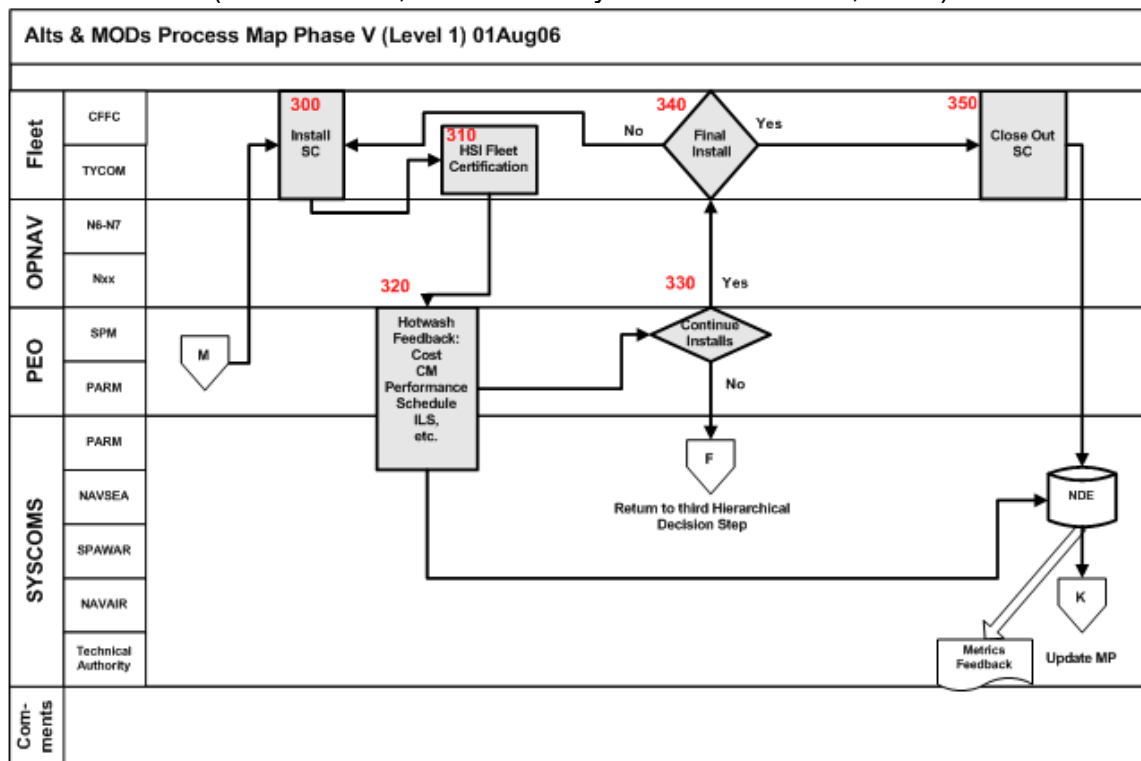 Alts & MODs Process Map Phase V (Level 1) 01Aug06
Fleet
CFFC
TYCOM
300
Install
SC
310
HSI Fleet
Certification
No
340
Final
Install
Yes
350
Close Out
SC
OPNAV
N6-N7
Nxx
320
330
Yes
PEO
SPM
PARM
M
Hotwash
Feedback:
Cost
CM
Performance
Schedule
ILS,
etc.
Continue
Installs
No
SYSCOMS
PARM
NAVSEA
SPAWAR
NAVAIR
Technical
Authority
F
Return to third Hierarchical
Decision Step
NDE
K
Metrics
Feedback
Update MP
Com-
ments